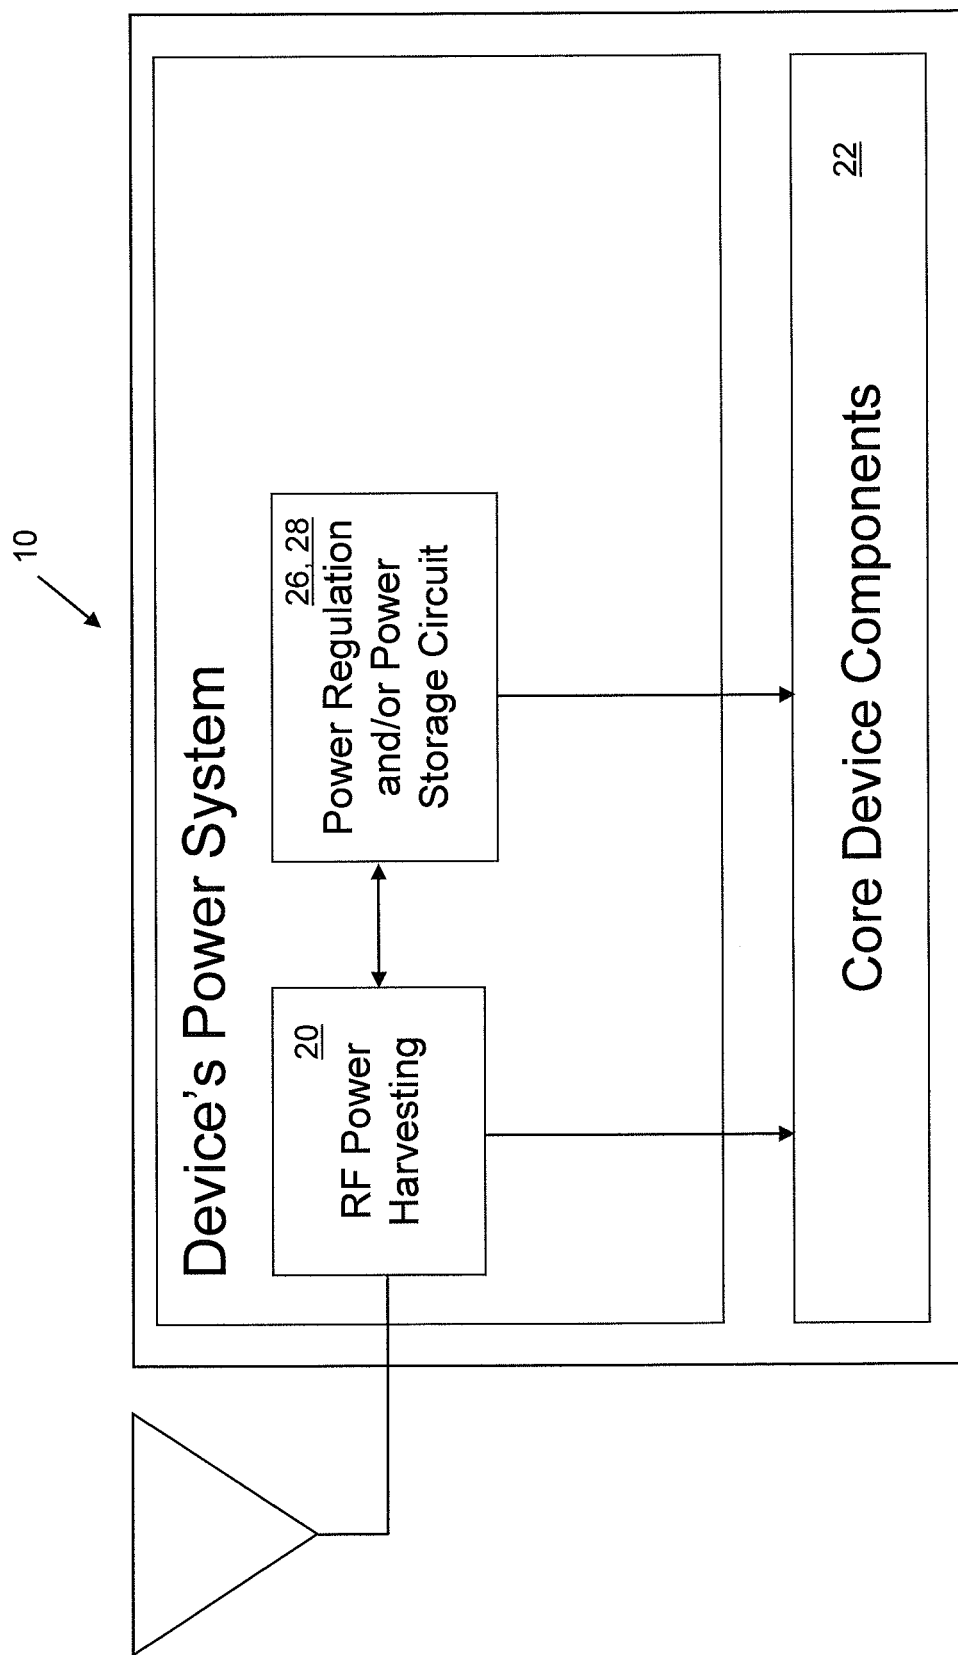 10
Device's Power System
20
RF Power
Harvesting
26, 28
Power Regulation
and/or Power
Storage Circuit
Core Device Components
22